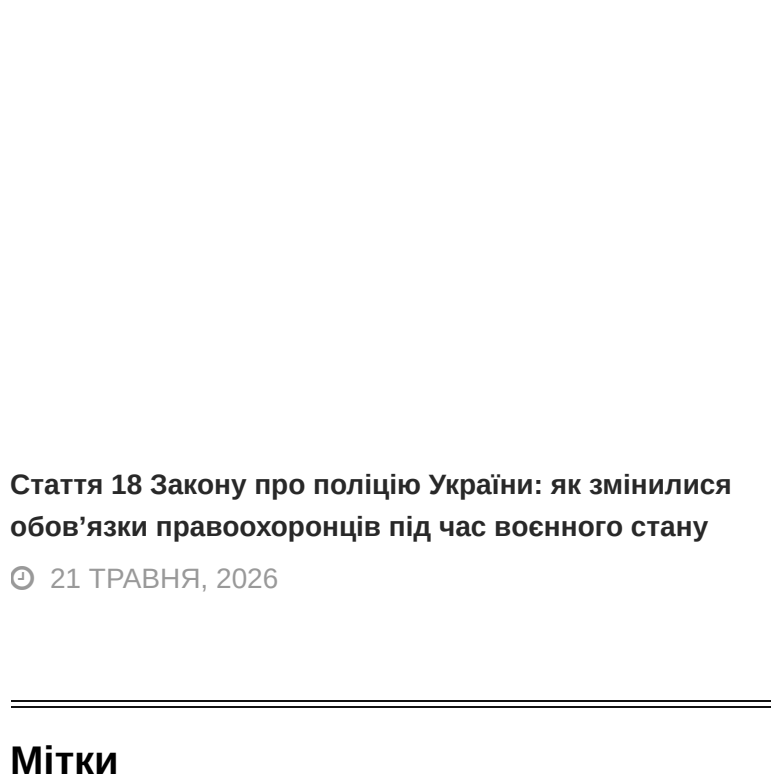 Стаття 18 Закону про поліцію України: як змінилися
обов’язки правоохоронців під час воєнного стану
21 ТРАВНЯ, 2026
Мітки